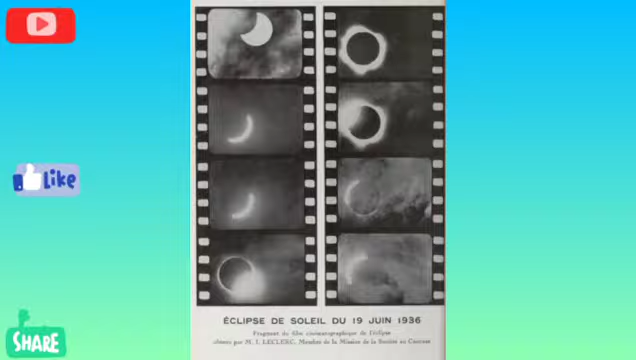 ÉCLIPSE DE SOLEIL DU 19 JUIN 1936
Fragment du film cinématographique de l'éclipse
obtenu par M. J. LECLERC, Membre de la Mission de la Section au Caucase
Like
SHARE